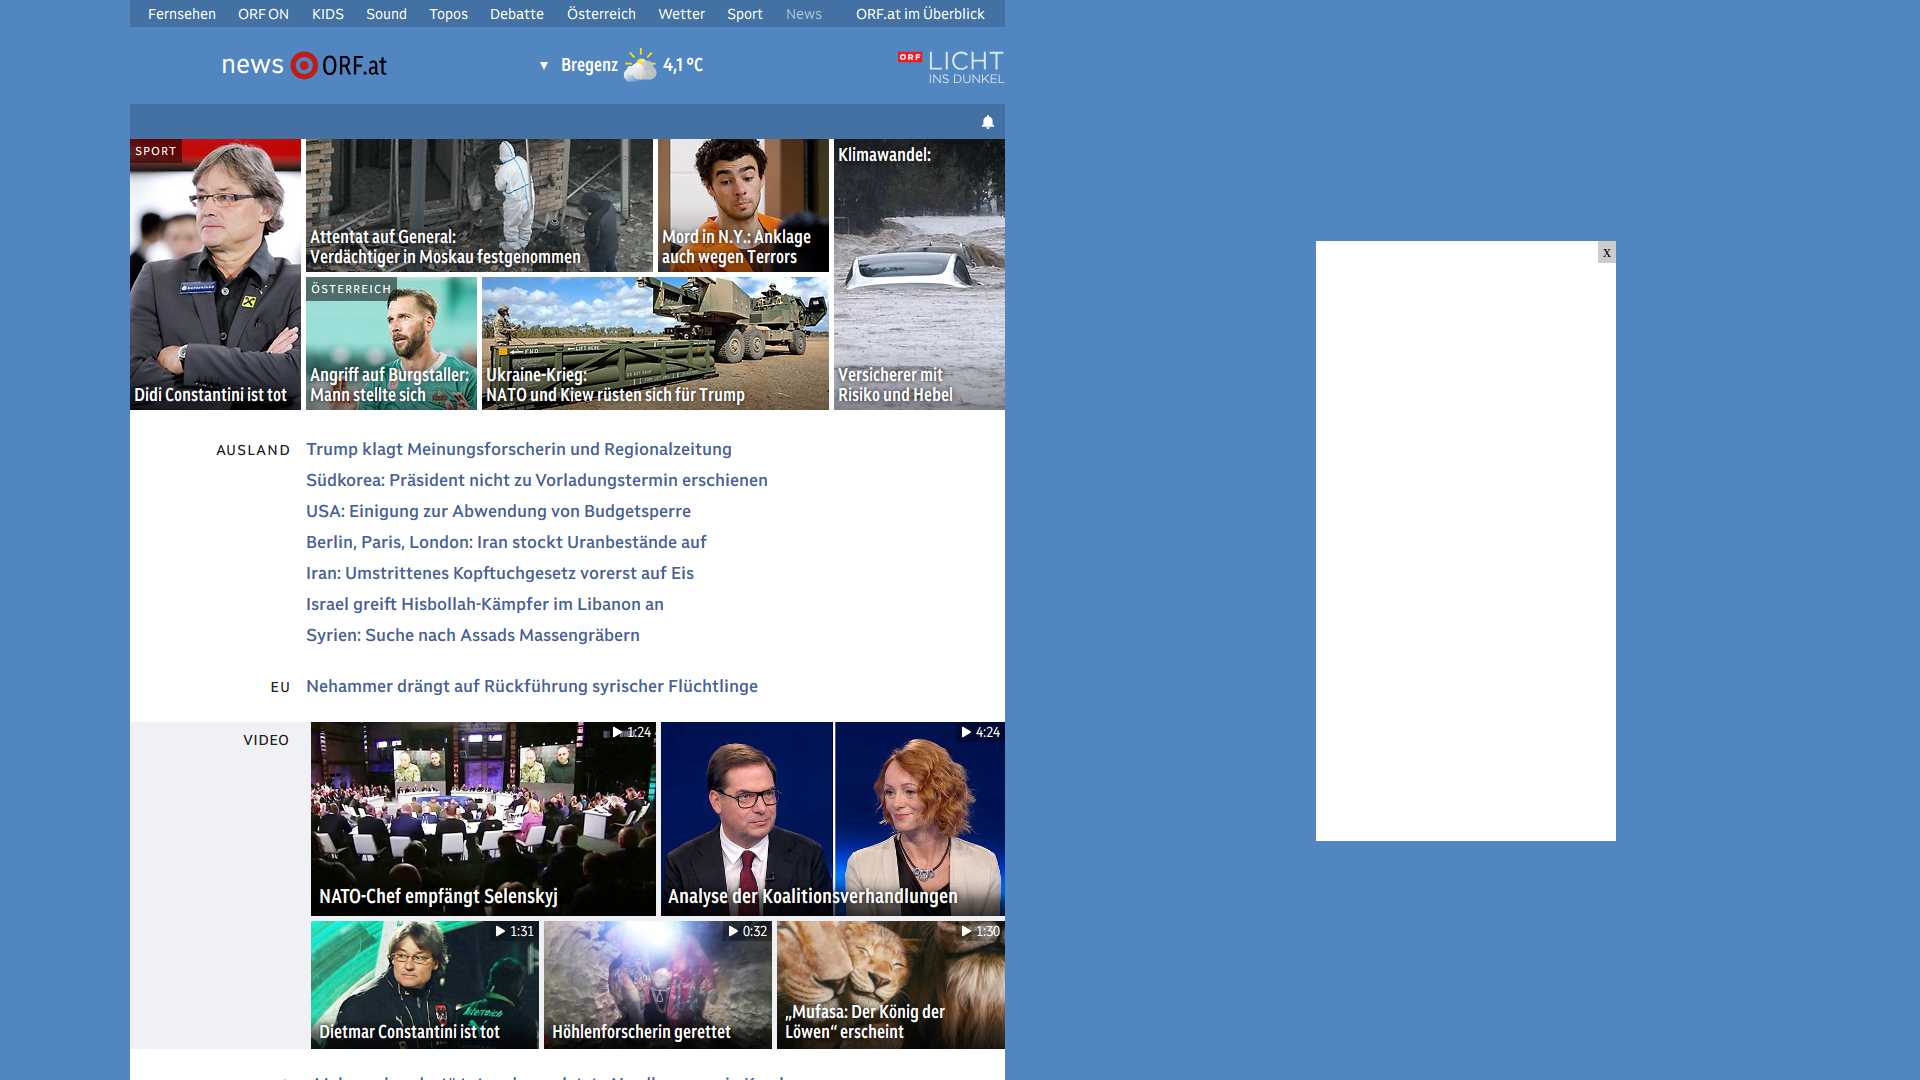 Fernsehen ORF ON KIDS Sound Topos Debatte Österreich Wetter Sport News ORF.at im Überblick
news ORF.at
Bregenz 4,1 °C
ORF LICHT
INS DUNKEL
SPORT
Didi Constantini ist tot
Attentat auf General:
Verdächtiger in Moskau festgenommen
Mord in N.Y.: Anklage
auch wegen Terrors
Klimawandel:
Versicherer mit
Risiko und Hebel
ÖSTERREICH
Angriff auf Burgstaller:
Mann stellte sich
Ukraine-Krieg:
NATO und Kiew rüsten sich für Trump
AUSLAND
Trump klagt Meinungsforscherin und Regionalzeitung
Südkorea: Präsident nicht zu Vorladungstermin erschienen
USA: Einigung zur Abwendung von Budgetsperre
Berlin, Paris, London: Iran stockt Uranbestände auf
Iran: Umstrittenes Kopftuchgesetz vorerst auf Eis
Israel greift Hisbollah-Kämpfer im Libanon an
Syrien: Suche nach Assads Massengräbern
EU
Nehammer drängt auf Rückführung syrischer Flüchtlinge
VIDEO
1:24
NATO-Chef empfängt Selenskyj
4:24
Analyse der Koalitionsverhandlungen
1:31
Dietmar Constantini ist tot
0:32
Höhlenforscherin gerettet
1:30
„Mufasa: Der König der
Löwen“ erscheint
x